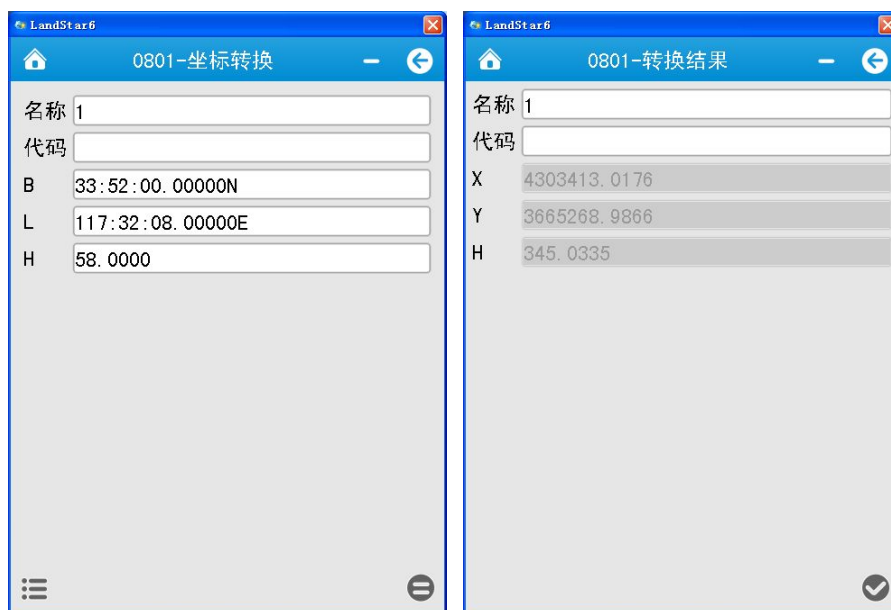 LandStar6
0801-坐标转换
名称 1
代码
B 33:52:00.00000N
L 117:32:08.00000E
H 58.0000
LandStar6
0801-转换结果
名称 1
代码
X 4303413.0176
Y 3665268.9866
H 345.0335